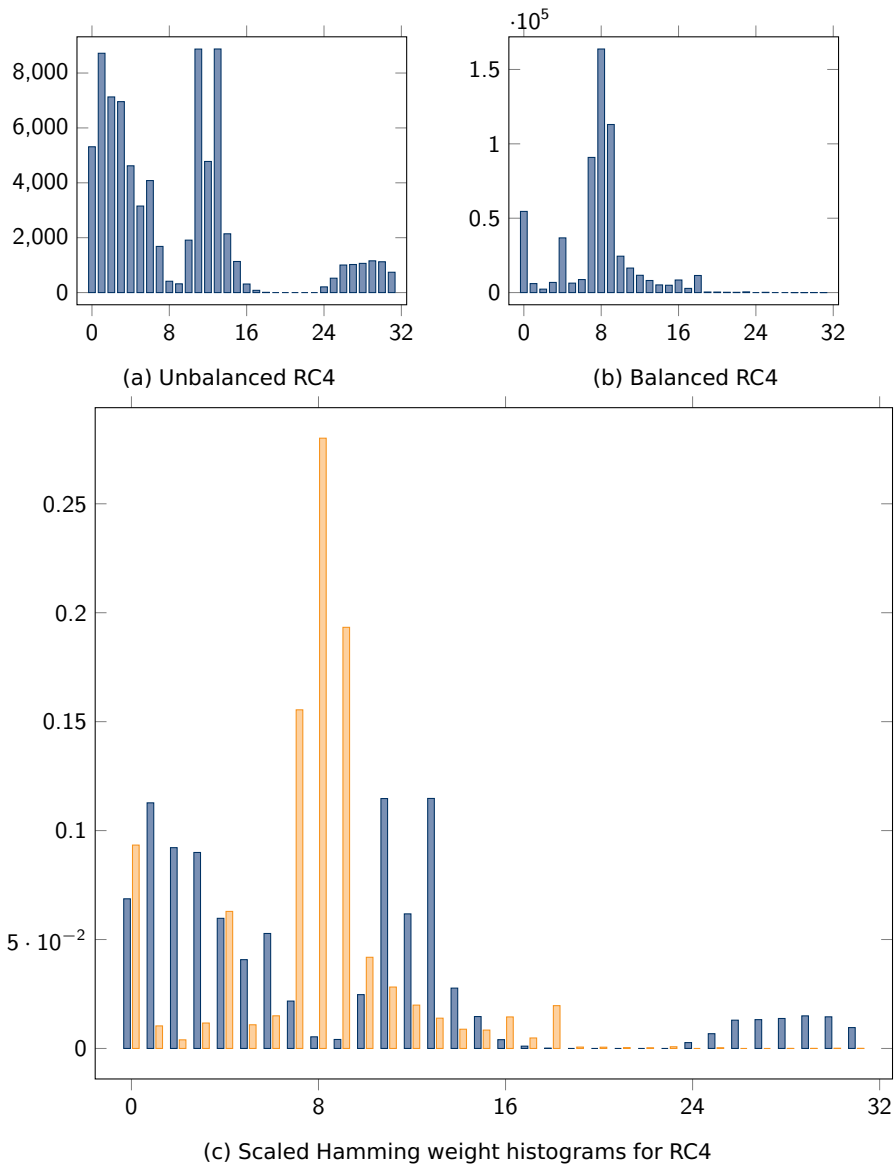 ·10⁵
8,000
6,000
4,000
2,000
0
0 8 16 24 32
(a) Unbalanced RC4
1.5
1
0.5
0
0 8 16 24 32
(b) Balanced RC4
0.25
0.2
0.15
0.1
5 · 10⁻²
0
0 8 16 24 32
(c) Scaled Hamming weight histograms for RC4